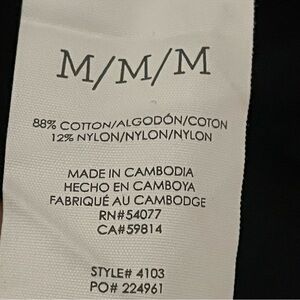 M/M/M
88% COTTON/ALGODÓN/COTON
12% NYLON/NYLON/NYLON
MADE IN CAMBODIA
HECHO EN CAMBOYA
FABRIQUÉ AU CAMBODGE
RN#54077
CA#59814
STYLE# 4103
PO# 224961